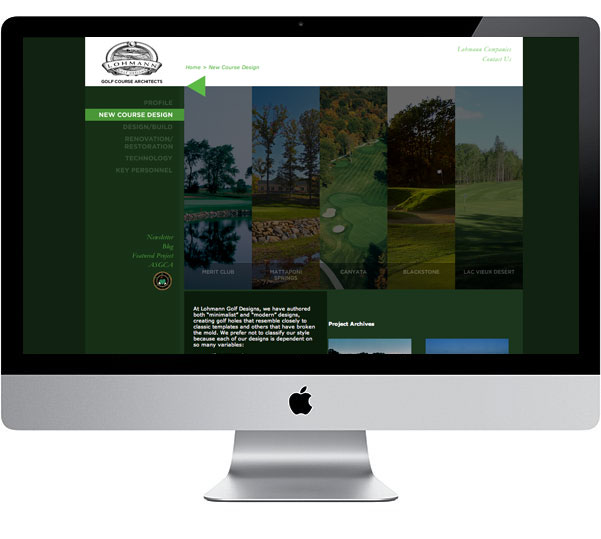 LOHMANN
GOLF COURSE ARCHITECTS
Home > New Course Design
Lohmann Companies
Contact Us
PROFILE
NEW COURSE DESIGN
DESIGN/BUILD
RENOVATION/
RESTORATION
TECHNOLOGY
KEY PERSONNEL
Newsletter
Blog
Featured Project
ASGCA
MERIT CLUB
MATTAPONI
SPRINGS
CANYATA
BLACKSTONE
LAC VIEUX DESERT
At Lohmann Golf Designs, we have authored
both "minimalist" and "modern" designs,
creating golf holes that resemble closely to
classic templates and others that have broken
the mold. We prefer not to classify our style
because each of our designs is dependent on
so many variables:
Project Archives